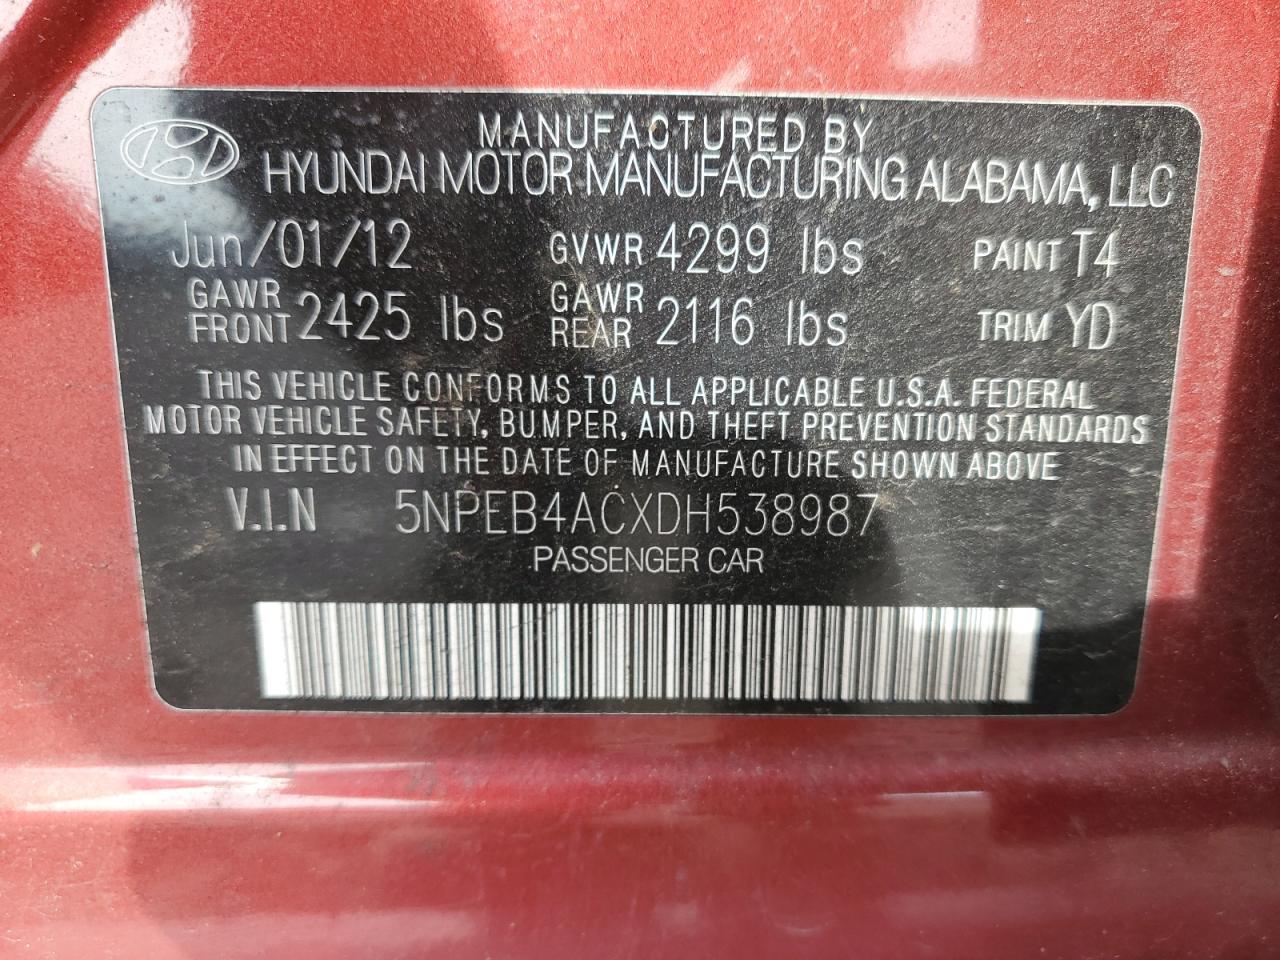 MANUFACTURED BY
HYUNDAI MOTOR MANUFACTURING ALABAMA, LLC
Jun/01/12 GVWR 4299 lbs PAINT T4
GAWR FRONT 2425 lbs GAWR REAR 2116 lbs TRIM YD
THIS VEHICLE CONFORMS TO ALL APPLICABLE U.S.A. FEDERAL
MOTOR VEHICLE SAFETY, BUMPER, AND THEFT PREVENTION STANDARDS
IN EFFECT ON THE DATE OF MANUFACTURE SHOWN ABOVE
V.I.N 5NPEB4ACXDH538987
PASSENGER CAR